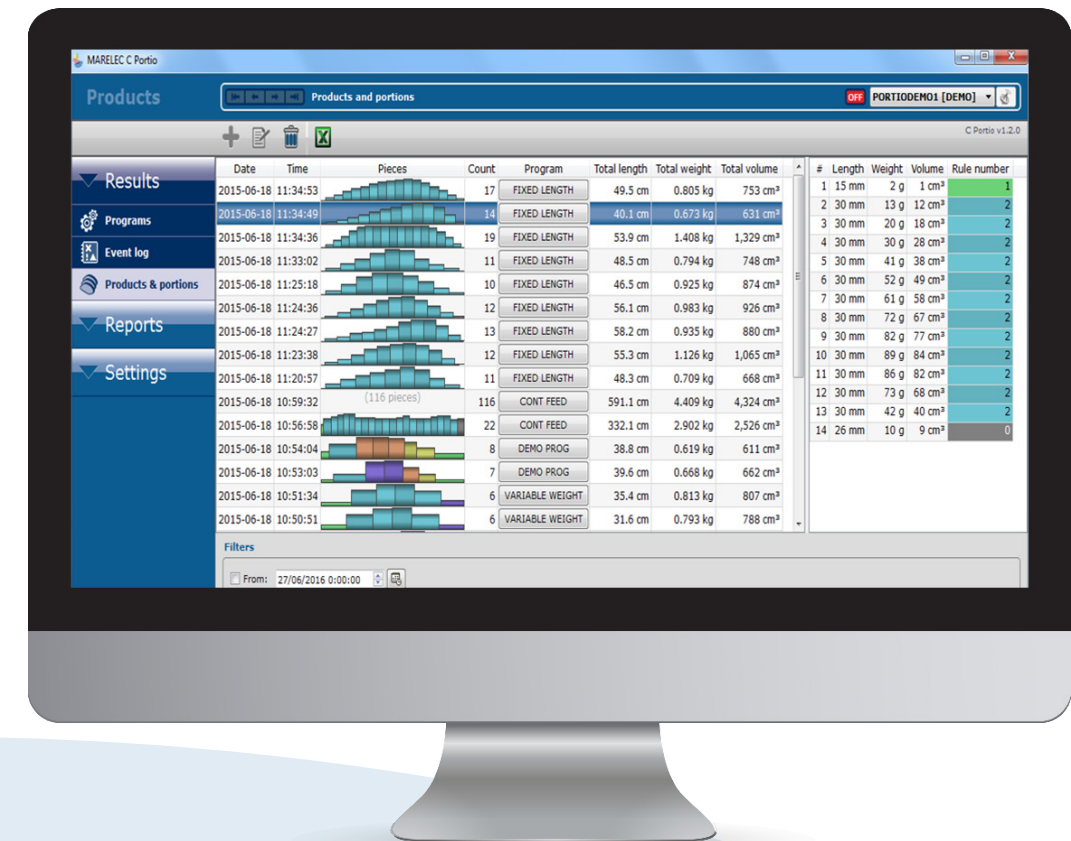 MARELEC C Portio
Products
Products and portions
OFF PORTIODEMO1 [DEMO]
C Portio v1.2.0
Results
Programs
Event log
Products & portions
Reports
Settings
Date Time Pieces Count Program Total length Total weight Total volume
2015-06-18 11:34:53 17 FIXED LENGTH 49.5 cm 0.805 kg 753 cm³
2015-06-18 11:34:49 14 FIXED LENGTH 40.1 cm 0.673 kg 631 cm³
2015-06-18 11:34:36 19 FIXED LENGTH 53.9 cm 1.408 kg 1,329 cm³
2015-06-18 11:33:02 11 FIXED LENGTH 48.5 cm 0.794 kg 748 cm³
2015-06-18 11:25:18 10 FIXED LENGTH 46.5 cm 0.925 kg 874 cm³
2015-06-18 11:24:36 12 FIXED LENGTH 56.1 cm 0.983 kg 926 cm³
2015-06-18 11:24:27 13 FIXED LENGTH 58.2 cm 0.935 kg 880 cm³
2015-06-18 11:23:38 12 FIXED LENGTH 55.3 cm 1.126 kg 1,065 cm³
2015-06-18 11:20:57 11 FIXED LENGTH 48.3 cm 0.709 kg 668 cm³
2015-06-18 10:59:32 (116 pieces) 116 CONT FEED 591.1 cm 4.409 kg 4,324 cm³
2015-06-18 10:56:58 22 CONT FEED 332.1 cm 2.902 kg 2,526 cm³
2015-06-18 10:54:04 8 DEMO PROG 38.8 cm 0.619 kg 611 cm³
2015-06-18 10:53:03 7 DEMO PROG 39.6 cm 0.668 kg 662 cm³
2015-06-18 10:51:34 6 VARIABLE WEIGHT 35.4 cm 0.813 kg 807 cm³
2015-06-18 10:50:51 6 VARIABLE WEIGHT 31.6 cm 0.793 kg 788 cm³
# Length Weight Volume Rule number
1 15 mm 2 g 1 cm³ 1
2 30 mm 13 g 12 cm³ 2
3 30 mm 20 g 18 cm³ 2
4 30 mm 30 g 28 cm³ 2
5 30 mm 41 g 38 cm³ 2
6 30 mm 52 g 49 cm³ 2
7 30 mm 61 g 58 cm³ 2
8 30 mm 72 g 67 cm³ 2
9 30 mm 82 g 77 cm³ 2
10 30 mm 89 g 84 cm³ 2
11 30 mm 86 g 82 cm³ 2
12 30 mm 73 g 68 cm³ 2
13 30 mm 42 g 40 cm³ 2
14 26 mm 10 g 9 cm³ 0
Filters
From: 27/06/2016 0:00:00